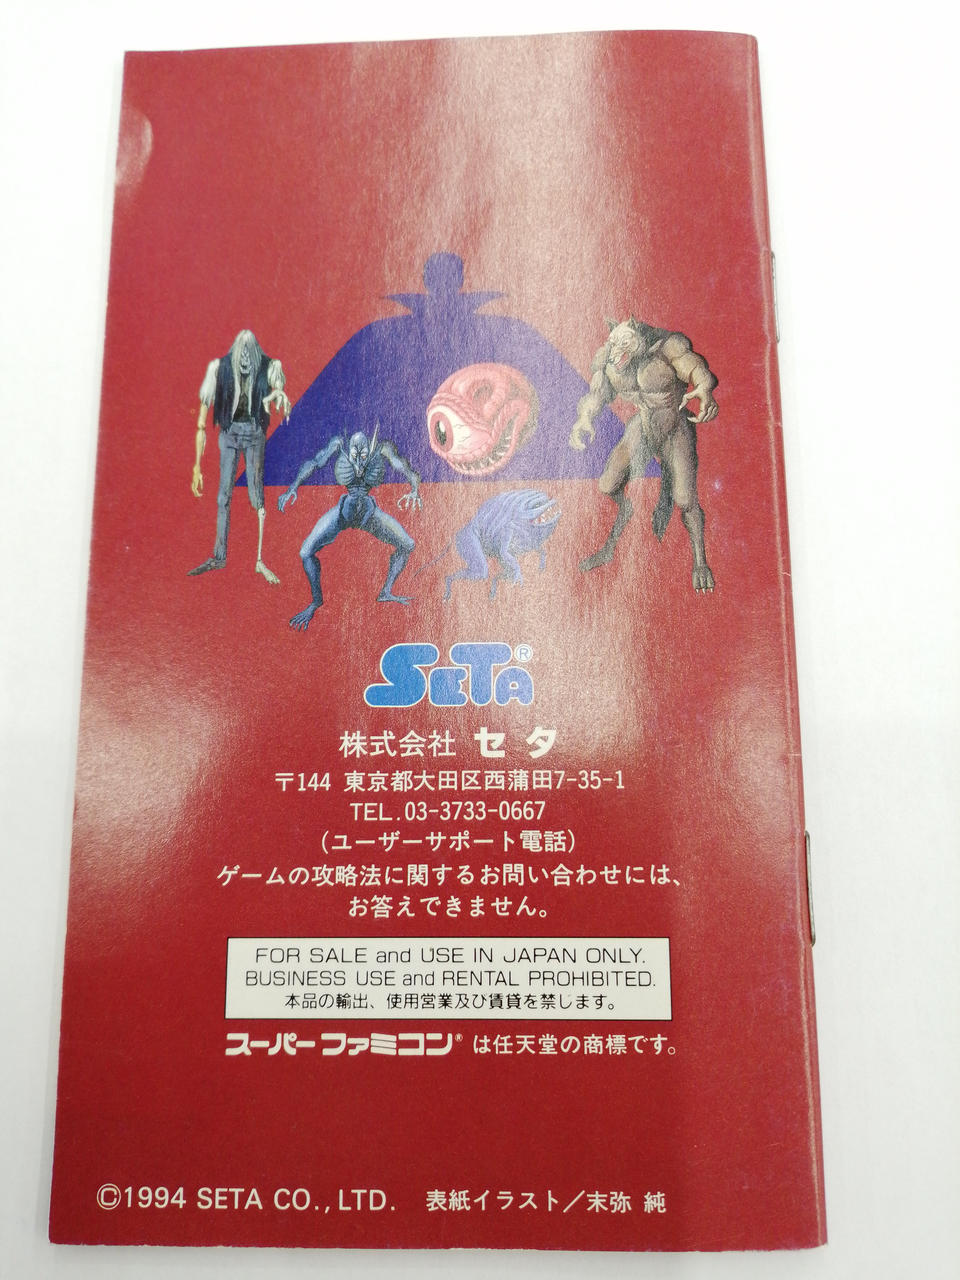 SETA®
株式会社 セタ
〒144 東京都大田区西蒲田7-35-1
TEL.03-3733-0667
(ユーザーサポート電話)
ゲームの攻略法に関するお問い合わせには、
お答えできません。
FOR SALE and USE IN JAPAN ONLY.
BUSINESS USE and RENTAL PROHIBITED.
本品の輸出、使用営業及び賃貸を禁じます。
スーパーファミコン® は任天堂の商標です。
©1994 SETA CO.,LTD. 表紙イラスト／末弥 純